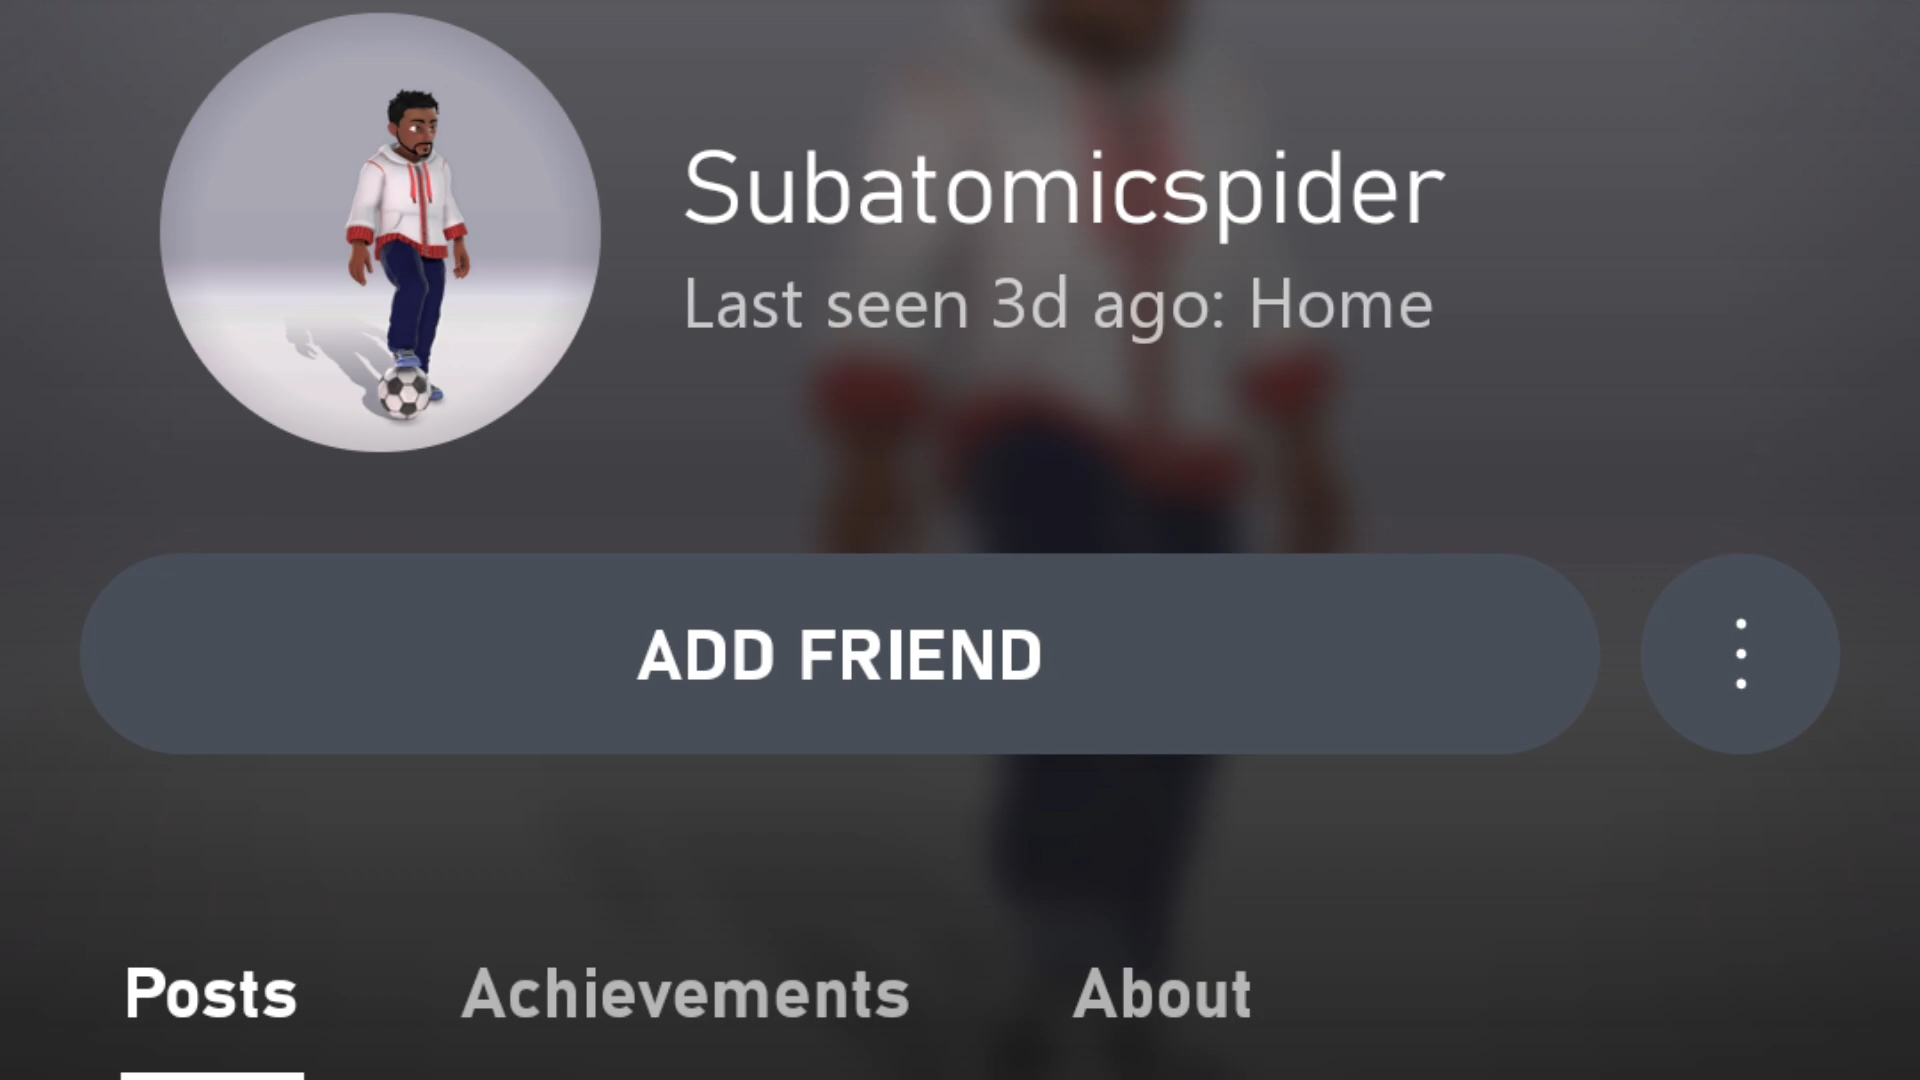 Subatomicspider
Last seen 3d ago: Home
ADD FRIEND
Posts
Achievements
About